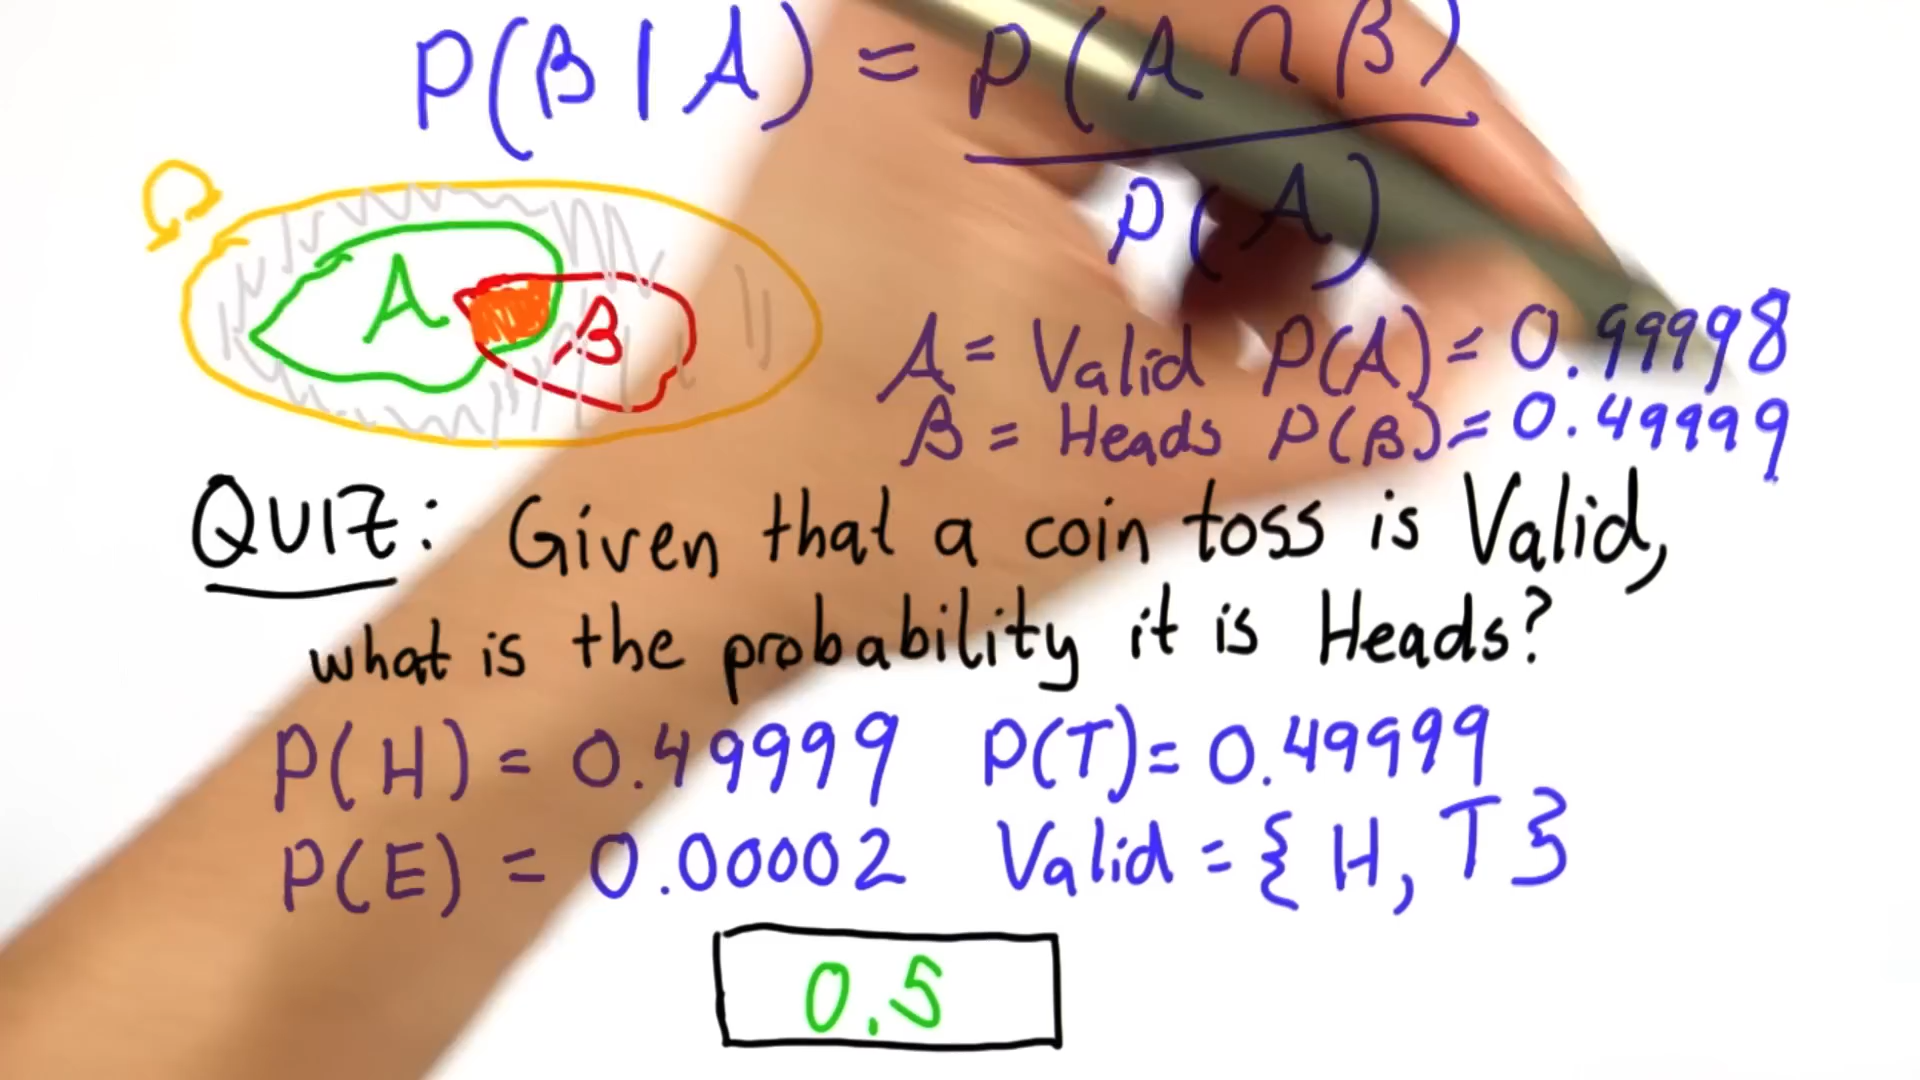 P(B|A) = P(A∩B)
P(A)
Ω
A
B
A = Valid P(A) = 0.99998
B = Heads P(B) = 0.49999
QUIZ: Given that a coin toss is Valid,
what is the probability it is Heads?
P(H) = 0.49999 P(T) = 0.49999
P(E) = 0.00002 Valid = {H, T}
0.5